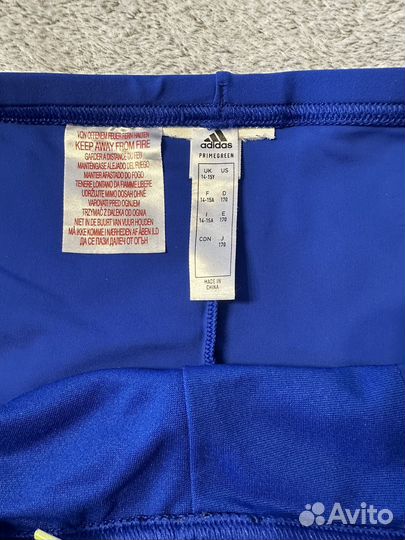 VON OFFENEM FEUER FERN HALTEN
KEEP AWAY FROM FIRE
GARDER A DISTANCE DU FEU
MANTENER ALEJADO DEL FUEGO
MANTER AFASTADO DO FOGO
TENERE LONTANO DA FIAMME LIBERE
UDRŽUJTE MIMO DOSAH OHNĚ
VAROVATI PRED OGNJEM
TRZYMAĆ Z DALEKA OD OGNIA
NIET IN DE BUURT VAN VUUR HOUDEN
MÅ IKKE KOMME I NÆRHEDEN AF ÅBEN ILD
ДА СЕ ПАЗИ ДАЛЕЧ ОТ ОГЪН
adidas
PRIMEGREEN
UK US
14-15Y
F D
14-15A 170
I E
14-15A 170
CDN J
170
MADE IN
CHINA
Avito